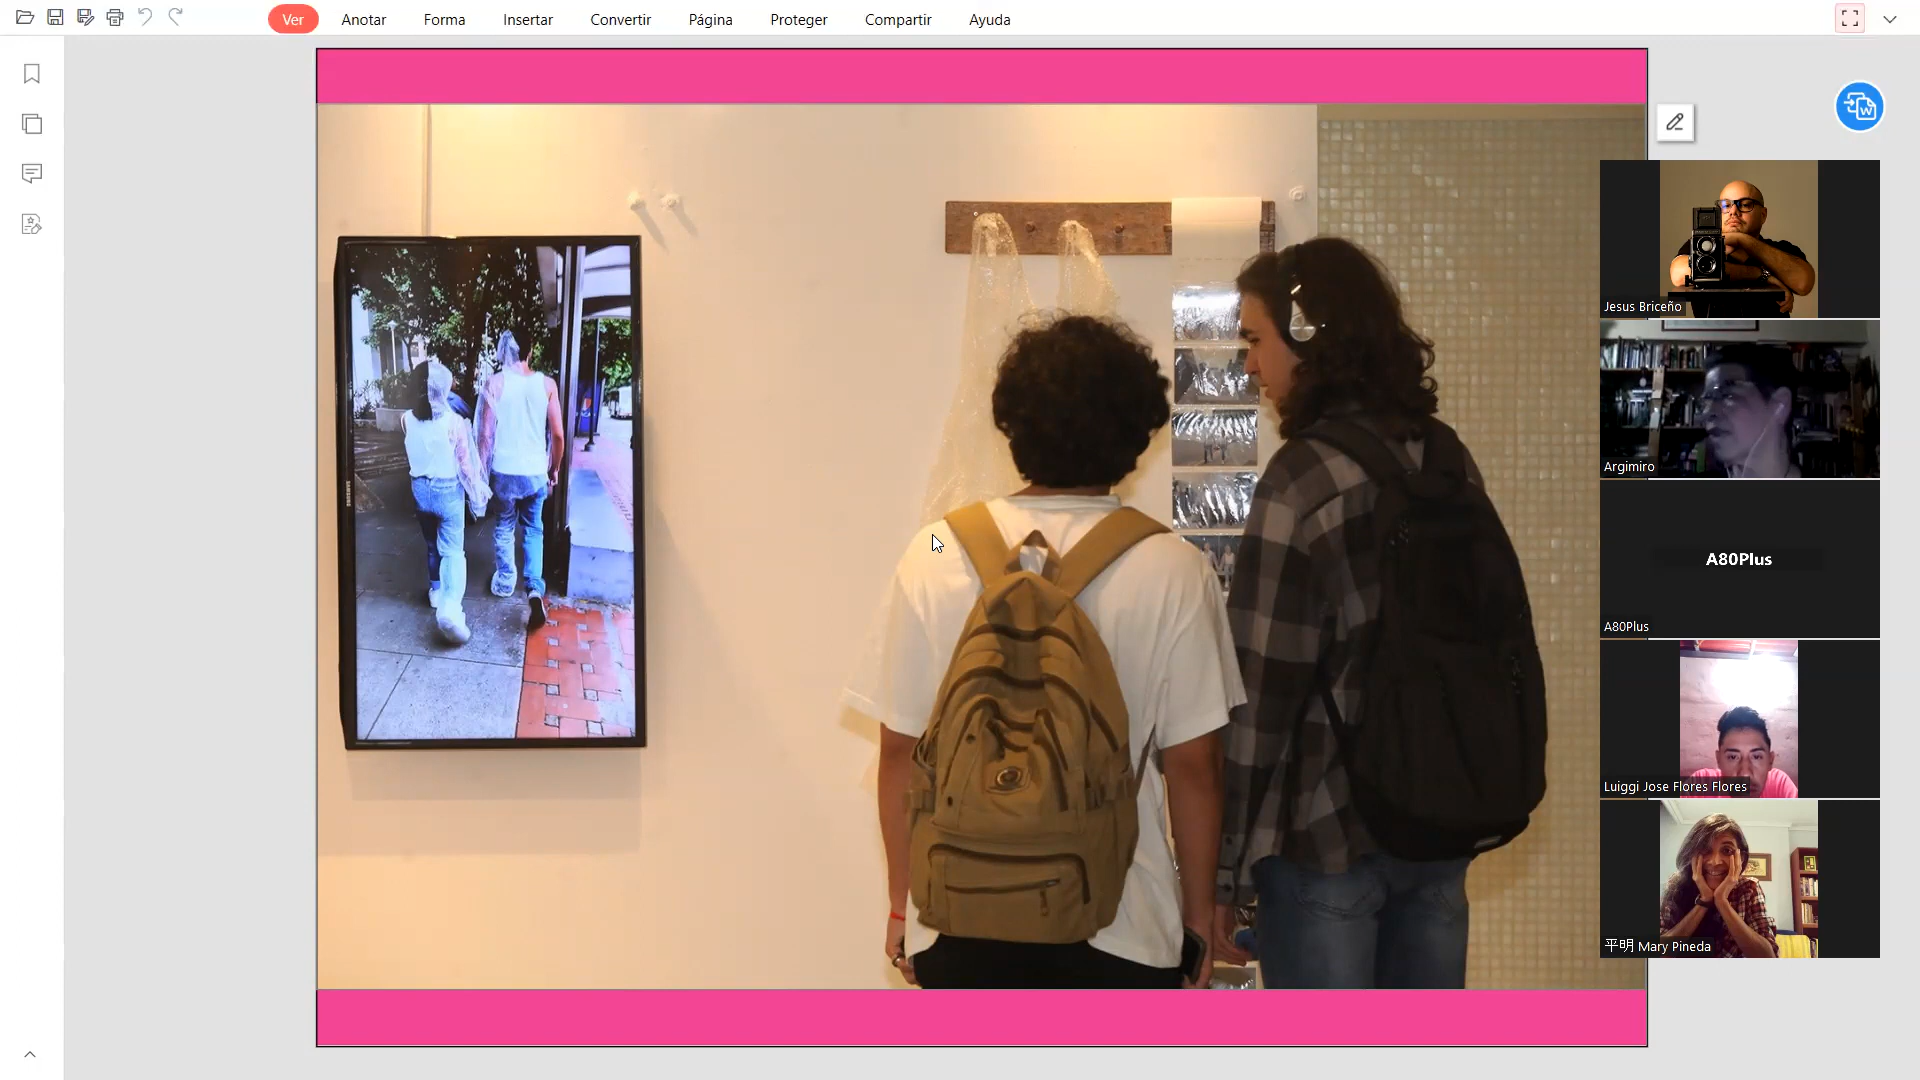 Ver Anotar Forma Insertar Convertir Página Proteger Compartir Ayuda
W
SAMSUNG
Jesus Briceño
Argimiro
A80Plus
A80Plus
Luiggi Jose Flores Flores
平明 Mary Pineda